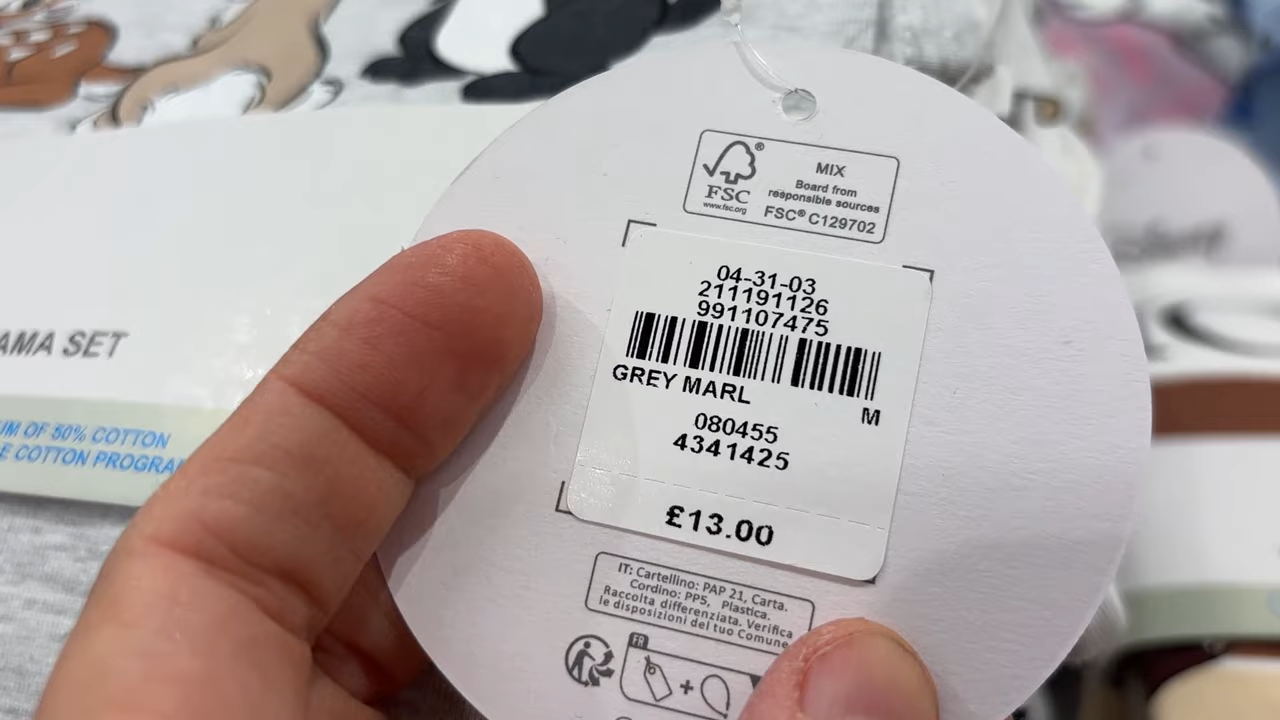 MIX
Board from
responsible sources
FSC® C129702
FSC
www.fsc.org
04-31-03
211191126
991107475
GREY MARL
M
080455
4341425
£13.00
IT: Cartellino: PAP 21, Carta.
Cordino: PP5, Plastica.
Raccolta differenziata. Verifica
le disposizioni del tuo Comune
FR
+
AMA SET
UM OF 50% COTTON
E COTTON PROGRA